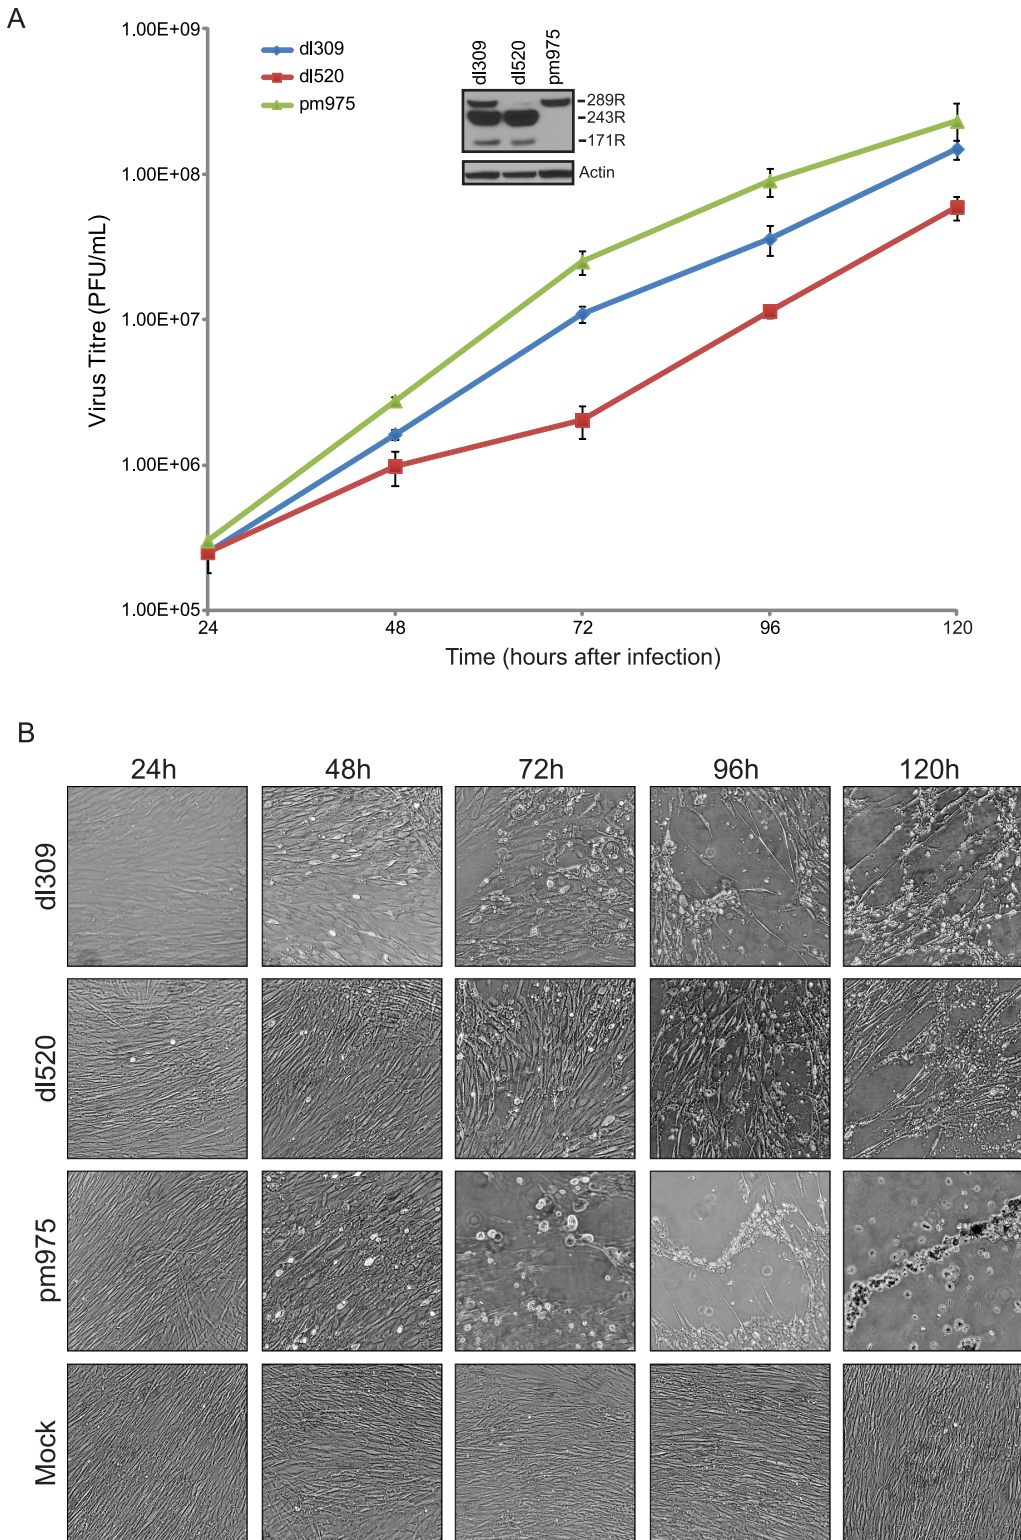 A
1.00E+09
1.00E+08
1.00E+07
1.00E+06
1.00E+05
Virus Titre (PFU/mL)
dl309
dl520
pm975
dl309
dl520
pm975
289R
243R
171R
Actin
24
48
72
96
120
Time (hours after infection)
B
24h
48h
72h
96h
120h
dl309
dl520
pm975
Mock